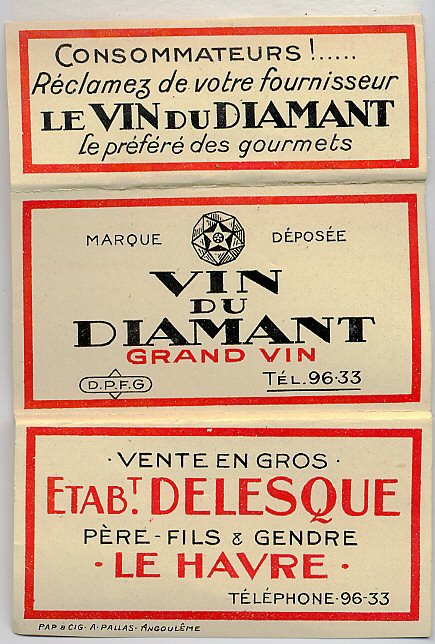 CONSOMMATEURS !.....
Réclamez de votre fournisseur
LE VIN DU DIAMANT
le préféré des gourmets
MARQUE DÉPOSÉE
VIN
DU
DIAMANT
GRAND VIN
D.P.F.G TÉL. 96·33
· VENTE EN GROS ·
ETABT. DELESQUE
PÈRE - FILS & GENDRE
· LE HAVRE ·
TÉLÉPHONE·96-33
PAP & CIG · A · PALLAS - ANGOULÊME